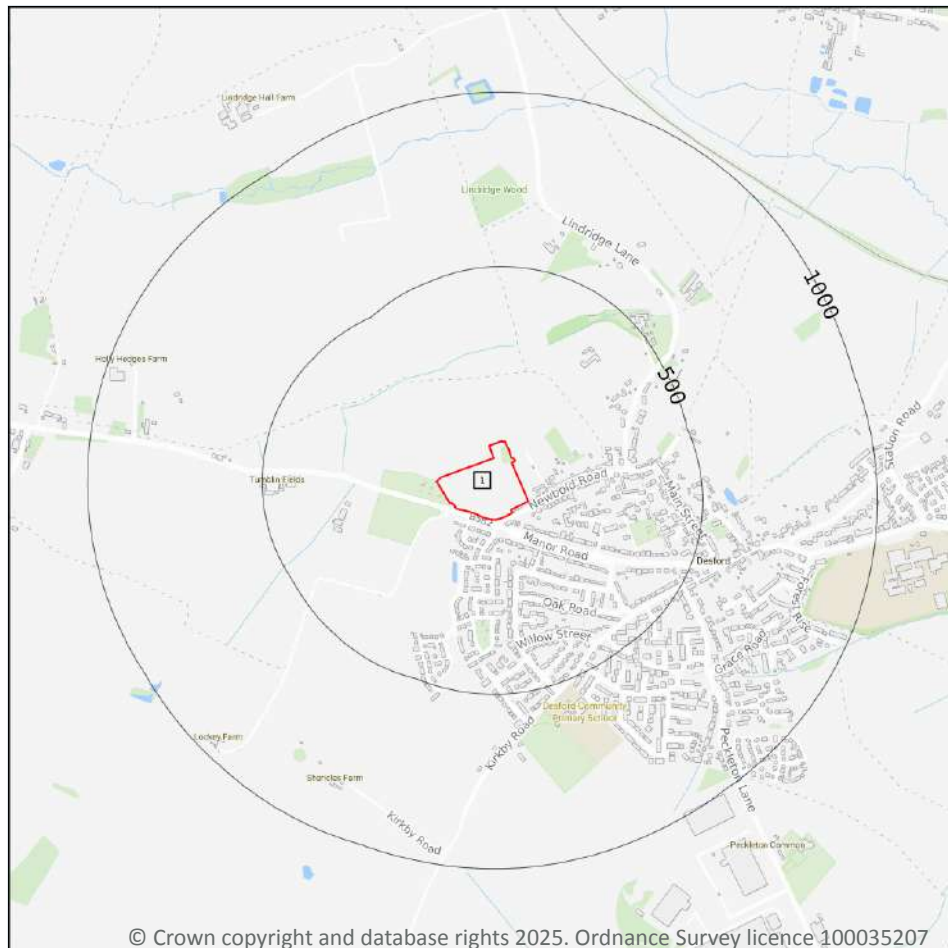 Lindridge Hall Farm
Lindridge Wood
Lindridge Lane
1000
500
Holly Hedges Farm
Station Road
Tumblin Fields
1
Newbold Road
Main Street
B582
Manor Road
Desford
Forest Rise
Oak Road
Willow Street
Grace Road
Desford Community
Primary School
Kirkby Road
Peckleton Lane
Lockey Farm
Shericles Farm
Kirkby Road
Peckleton Common
© Crown copyright and database rights 2025. Ordnance Survey licence 100035207